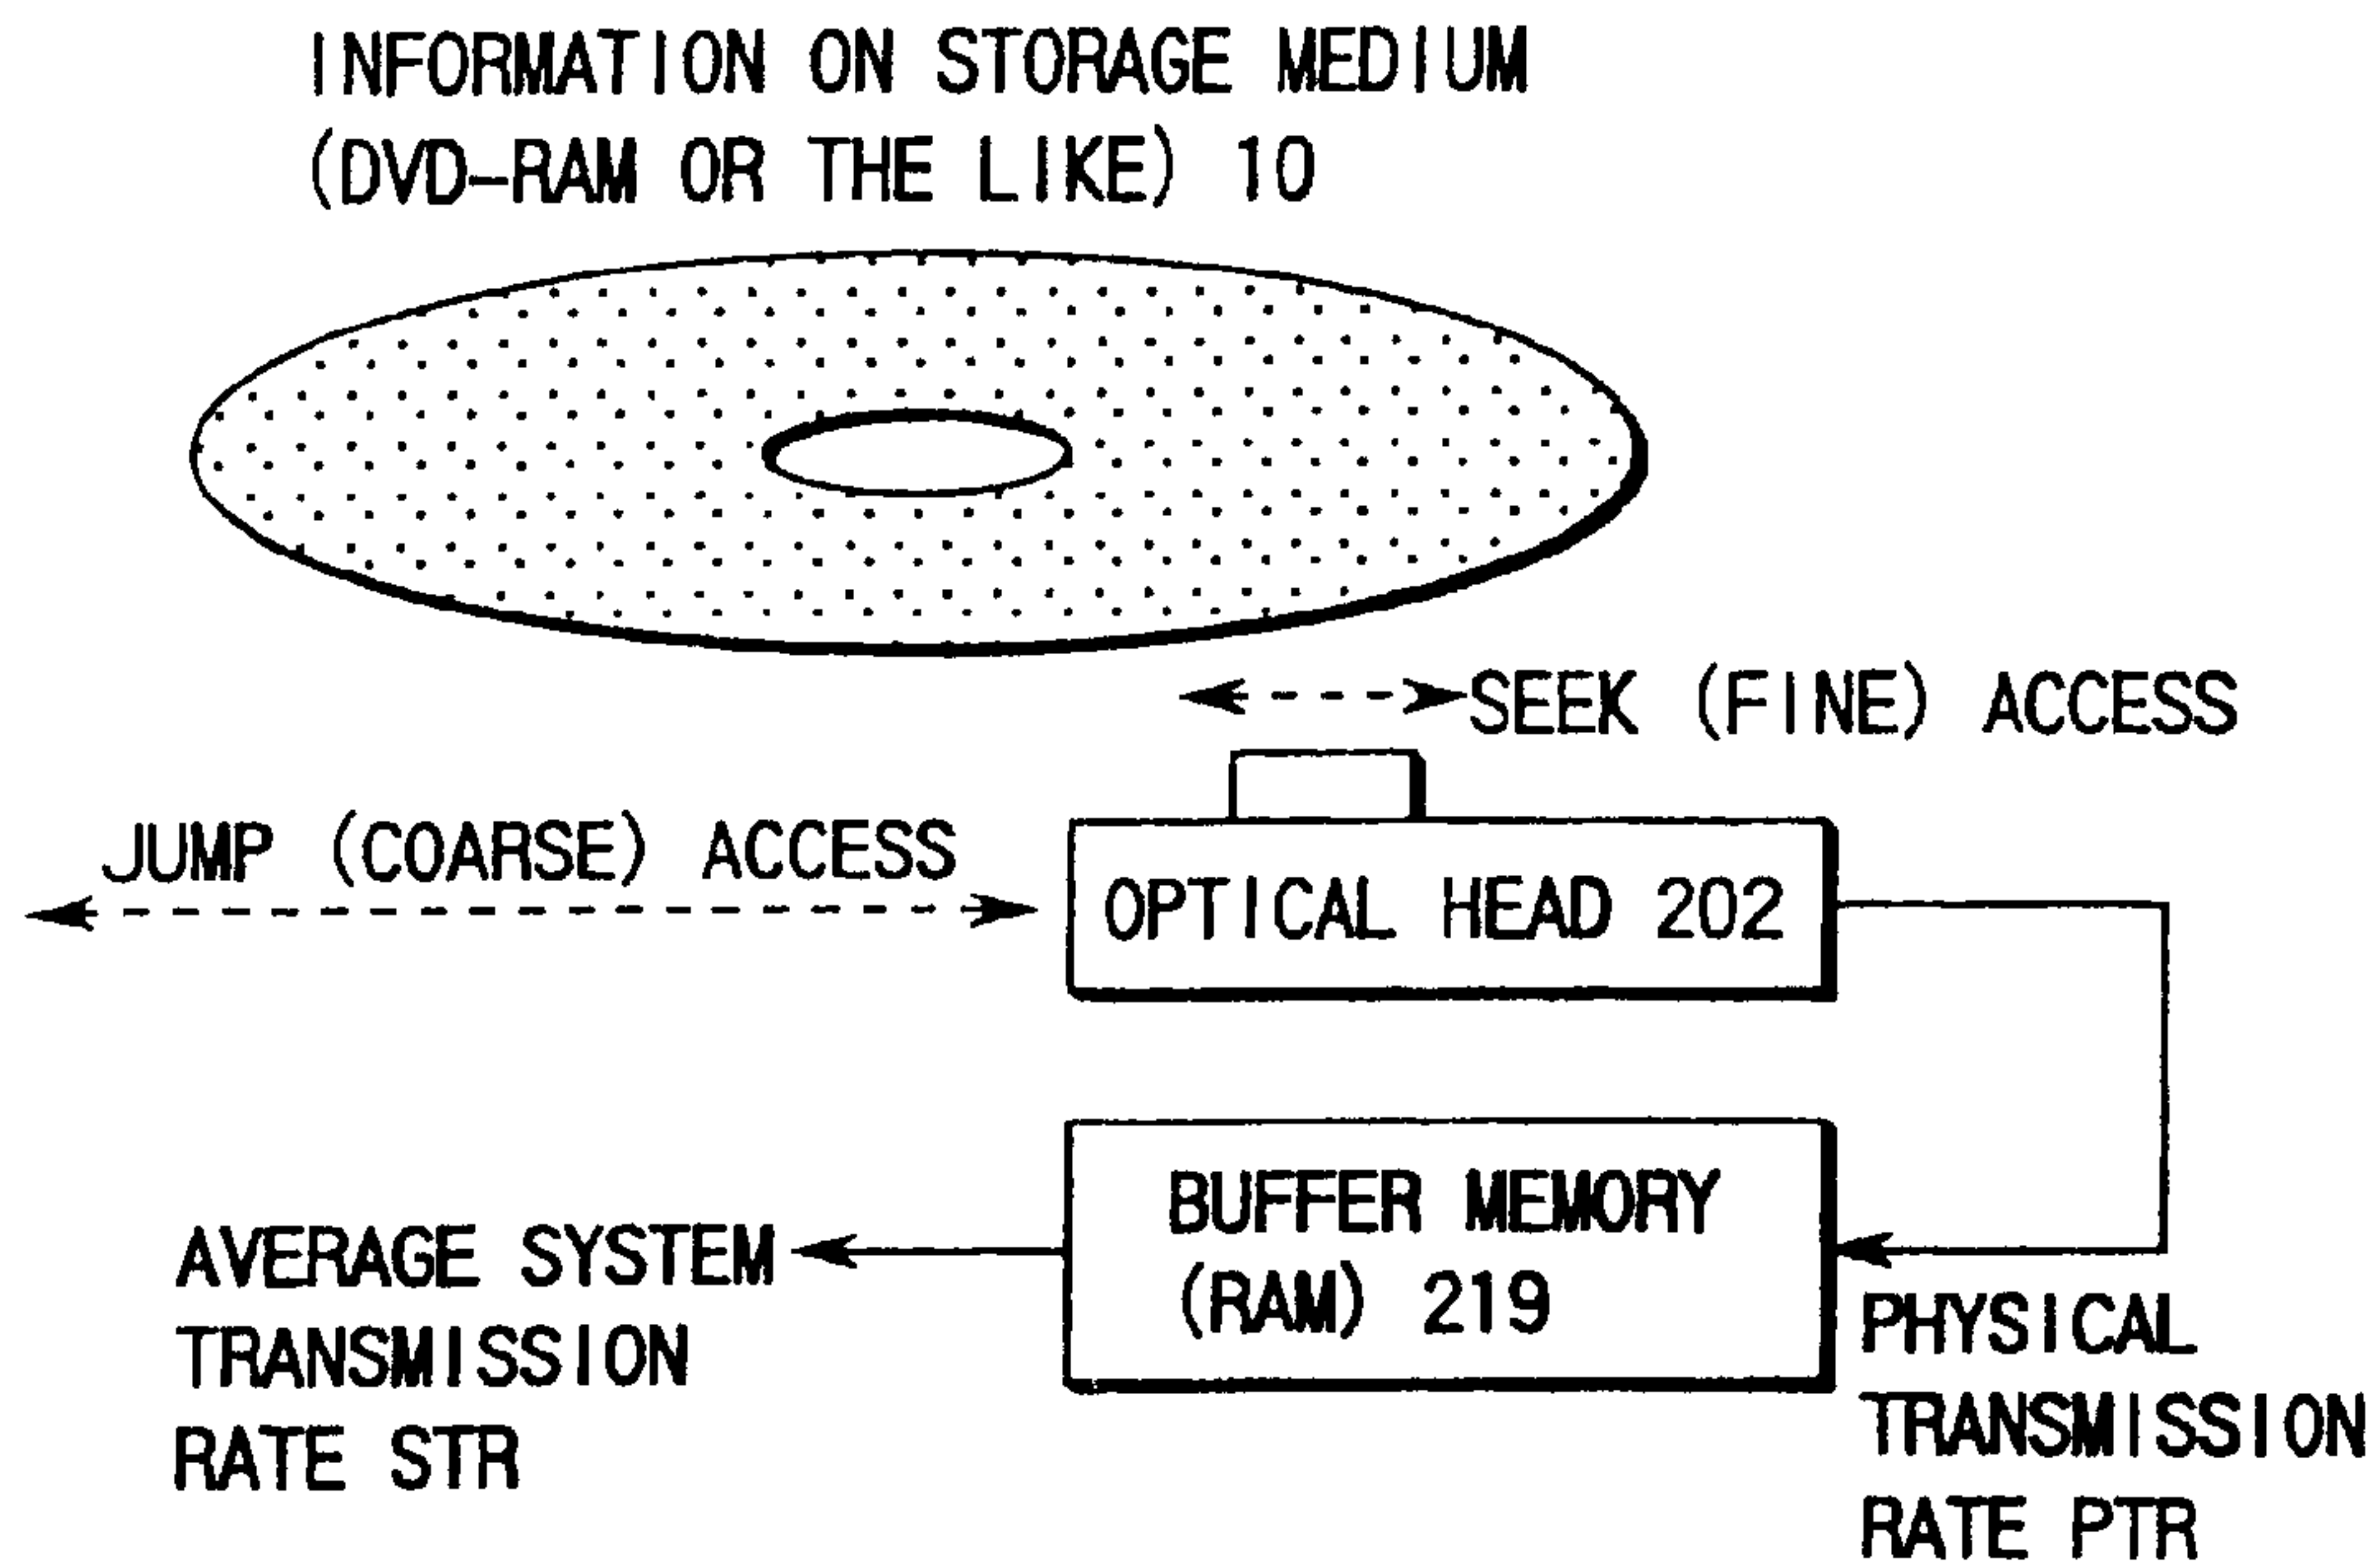 INFORMATION ON STORAGE MEDIUM
(DVD-RAM OR THE LIKE) 10
SEEK (FINE) ACCESS
JUMP (COARSE) ACCESS
OPTICAL HEAD 202
BUFFER MEMORY
(RAM) 219
AVERAGE SYSTEM
TRANSMISSION
RATE STR
PHYSICAL
TRANSMISSION
RATE PTR